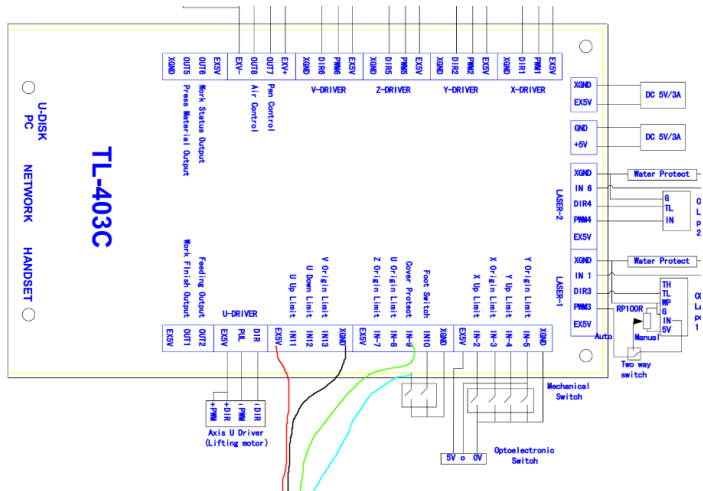 XGND OUT5 OUT6 EX5V EV- OUT8 OUT7 EV+ XGND DIR6 PWM6 EX5V XGND DIR5 PWM5 EX5V XGND DIR2 PWM2 EX5V XGND DIR1 PWM1 EX5V
V-DRIVER Z-DRIVER Y-DRIVER X-DRIVER
Press Material Output
Work Status Output
Air Control
Pen Control
XGND
EX5V
DC 5V/3A
GND
+5V
DC 5V/3A
U-DISK
PC
NETWORK
HANDSET
TL-403C
LASER-2
XGND
IN 6
DIR4
PWM4
EX5V
Water Protect
G
TL
IN
LASER-1
XGND
IN 1
DIR3
PWM3
EX5V
Water Protect
TH
TL
WP
G
IN
5V
RP100R
Auto
Manual
Two way
switch
Work FInish Output
Feeding Output
U-DRIVER
U Up Limit
U Down Limit
V Origin Limit
Z Origin Limit
U Origin Limit
Cover Protect
Foot Switch
X Up Limit
X Origin Limit
Y Up Limit
Y Origin Limit
EX5V OUT1 OUT2 EX5V PUL DIR EX5V IN11 IN12 IN13 XGND EX5V IN-7 IN-8 IN-9 IN10 XGND EX5V IN-2 IN-3 IN-4 IN-5 XGND
+PWM +DIR iPWM iDIR
Axis U Driver
(Lifting motor)
Mechanical
Switch
5V o 0V
Optoelectronic
Switch